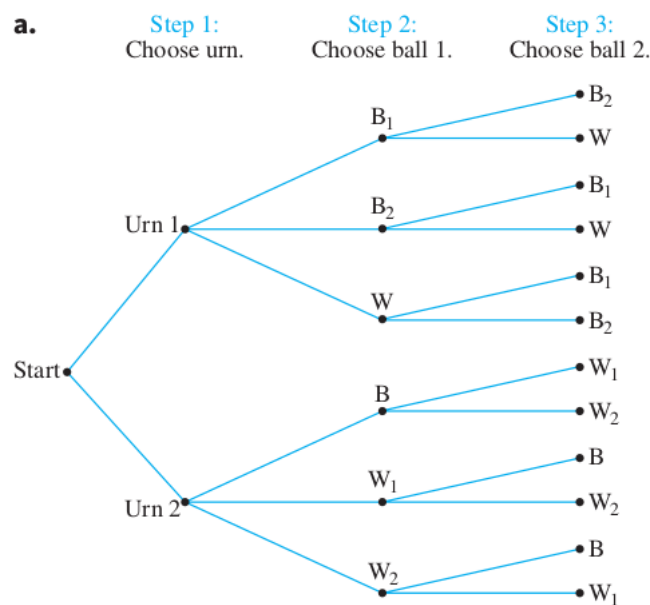 a.
Step 1:
Choose urn.
Step 2:
Choose ball 1.
Step 3:
Choose ball 2.
B₂
B₁
W
B₁
B₂
W
Urn 1
B₁
W
B₂
Start
W₁
B
W₂
B
W₁
W₂
Urn 2
B
W₂
W₁